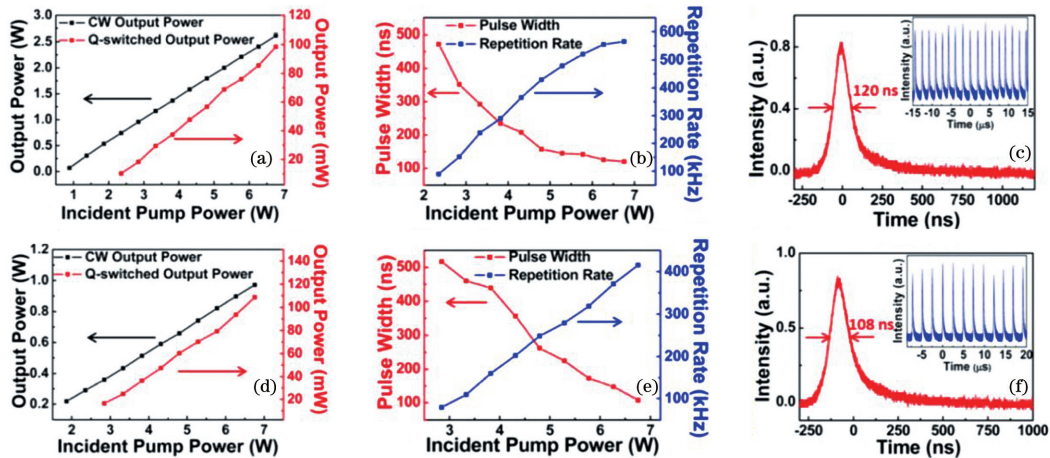 Output Power (W)
3.0
2.5
2.0
1.5
1.0
0.5
0.0
CW Output Power
Q-switched Output Power
(a)
1 2 3 4 5 6 7
Incident Pump Power (W)
120
100
80
60
40
20
10
Output Power (mW)
Pulse Width (ns)
500
400
300
200
100
Pulse Width
Repetition Rate
(b)
2 3 4 5 6 7
Incident Pump Power (W)
600
500
400
300
200
100
0
Repetition Rate (kHz)
Intensity (a.u.)
0.8
0.4
0.0
120 ns
(c)
-250 0 250 500 750 1000
Time (ns)
Intensity (a.u.)
-15 -10 -5 0 5 10 15
Time (μs)
Output Power (W)
1.2
1.0
0.8
0.6
0.4
0.2
CW Output Power
Q-switched Output Power
(d)
2 3 4 5 6 7
Incident Pump Power (W)
140
120
100
80
60
40
20
Output Power (mW)
Pulse Width (ns)
500
400
300
200
100
Pulse Width
Repetition Rate
(e)
3 4 5 6 7
Incident Pump Power (W)
400
300
200
100
Repetition Rate (kHz)
Intensity (a.u.)
1.0
0.5
0.0
108 ns
(f)
-250 0 250 500 750 1000
Time (ns)
Intensity (a.u.)
-5 0 5 10 15 20
Time (μs)